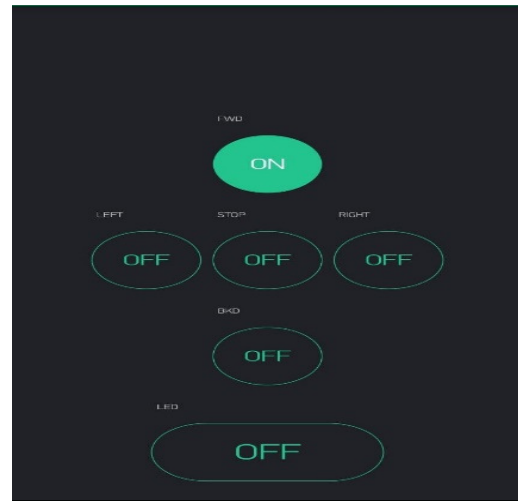 FWD
ON
LEFT STOP RIGHT
OFF OFF OFF
BKD
OFF
LED
OFF